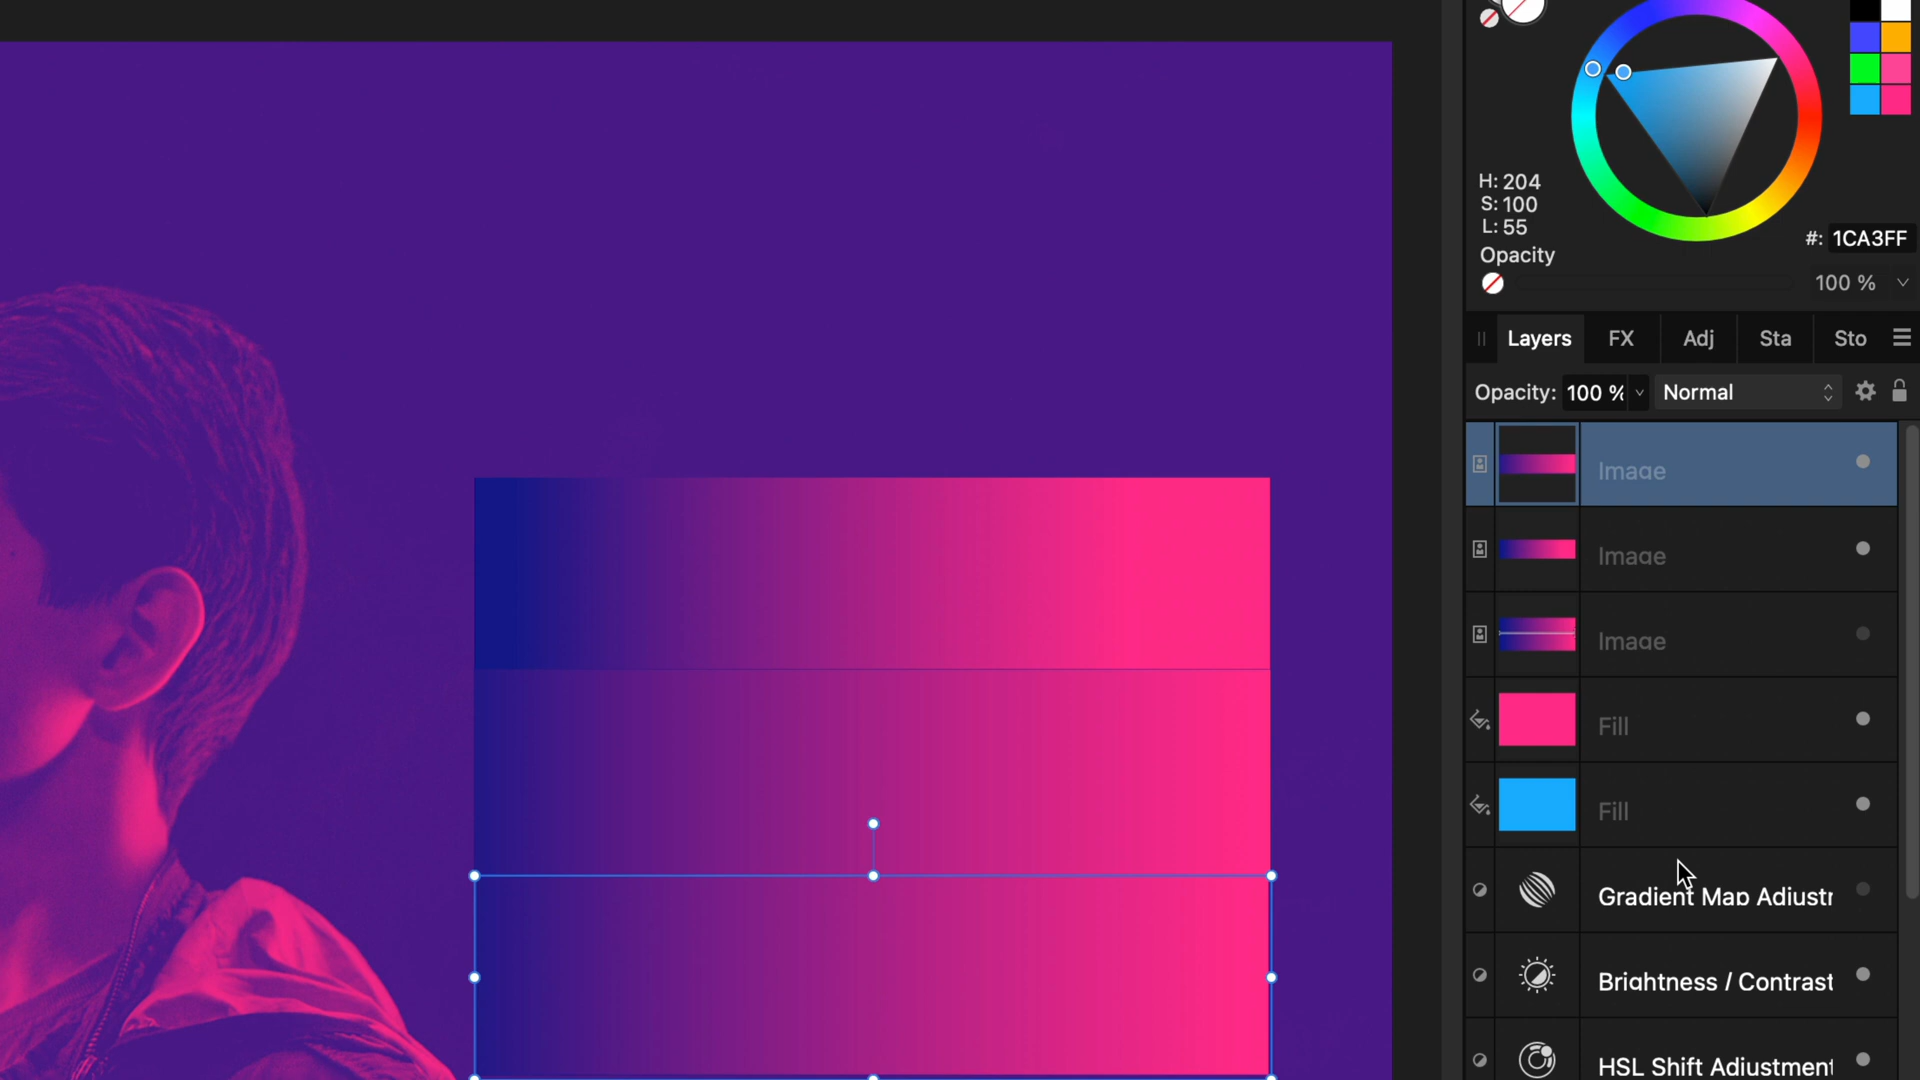 H: 204
S: 100
L: 55
#: 1CA3FF
Opacity
100 %
Layers FX Adj Sta Sto
Opacity: 100 % Normal
Image
Image
Image
Fill
Fill
Gradient Map Adjustr
Brightness / Contrast
HSL Shift Adjustment